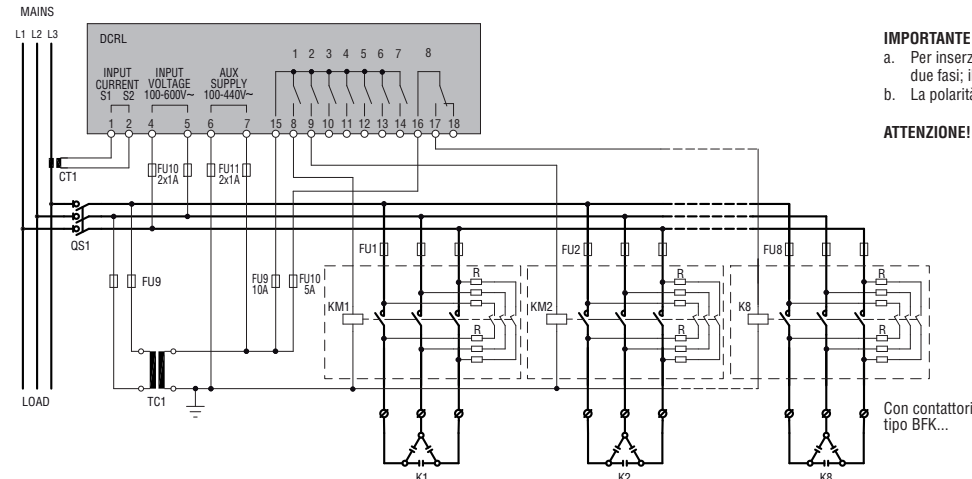 MAINS
L1 L2 L3
DCRL
1 2 3 4 5 6 7 8
INPUT CURRENT
S1 S2
INPUT VOLTAGE
100-600V~
AUX SUPPLY
100-440V~
1 2 4 5 6 7 15 8 9 10 11 12 13 14 16 17 18
CT1
FU10
2x1A
FU11
2x1A
QS1
FU9
FU9
10A
FU10
5A
FU1
FU2
FU8
R
R
R
KM1
KM2
K8
R
R
R
LOAD
TC1
K1
K2
K8
IMPORTANTE
a. Per inserz
due fasi; i
b. La polarit
ATTENZIONE!
Con contattori
tipo BFK...